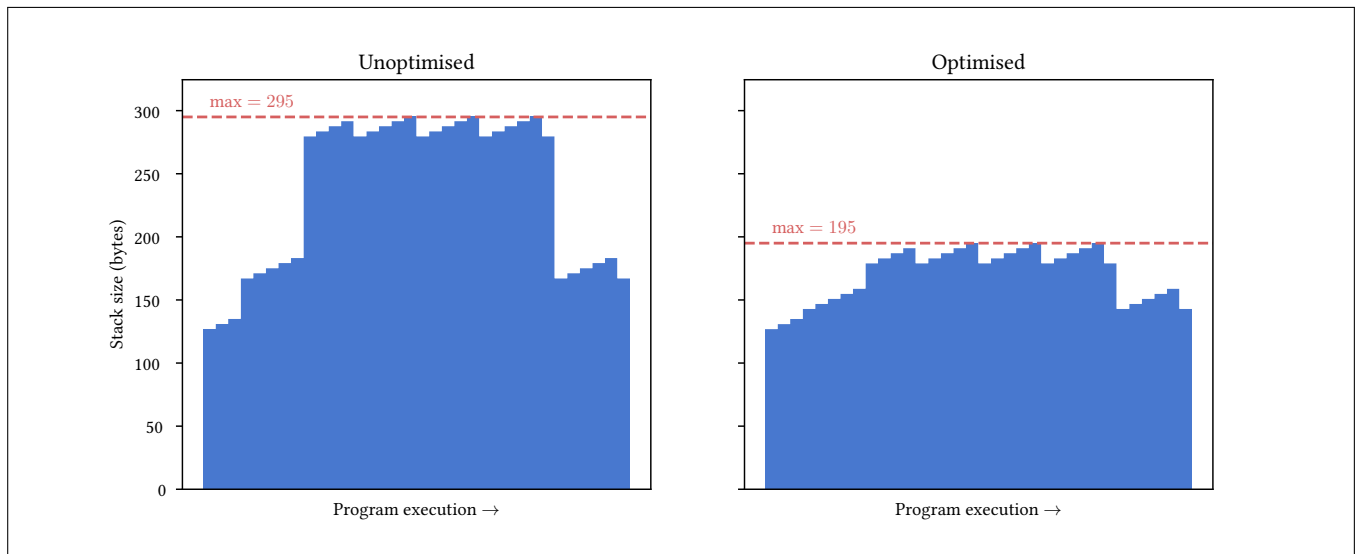 Unoptimised
max = 295
300
250
200
150
100
50
0
Stack size (bytes)
Program execution →
Optimised
max = 195
Program execution →